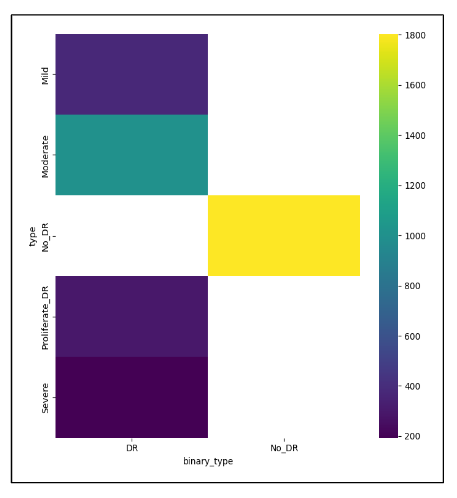 Mild
Moderate
No_DR
Proliferate_DR
Severe
type
DR
No_DR
binary_type
1800
1600
1400
1200
1000
800
600
400
200